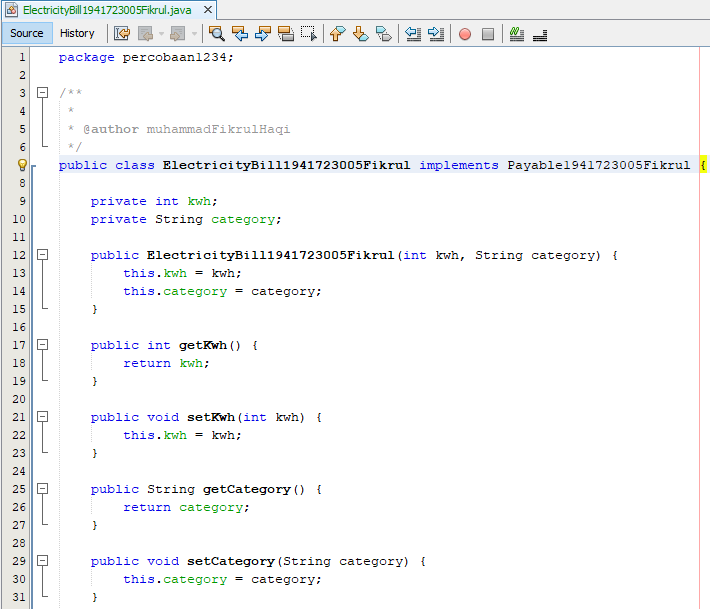 ElectricityBill1941723005Fikrul.java
Source History
1 package percobaan1234;
2
3 /**
4 *
5 * @author muhammadFikrulHaqi
6 */
public class ElectricityBill1941723005Fikrul implements Payable1941723005Fikrul {
8
9 private int kwh;
10 private String category;
11
12 public ElectricityBill1941723005Fikrul(int kwh, String category) {
13 this.kwh = kwh;
14 this.category = category;
15 }
16
17 public int getKwh() {
18 return kwh;
19 }
20
21 public void setKwh(int kwh) {
22 this.kwh = kwh;
23 }
24
25 public String getCategory() {
26 return category;
27 }
28
29 public void setCategory(String category) {
30 this.category = category;
31 }